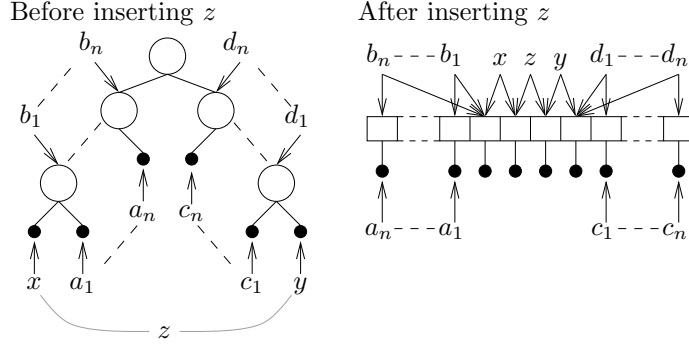 Before inserting z
b_n d_n
b_1 d_1
a_n c_n
x a_1 c_1 y
z
After inserting z
b_n b_1 x z y d_1 d_n
a_n a_1 c_1 c_n